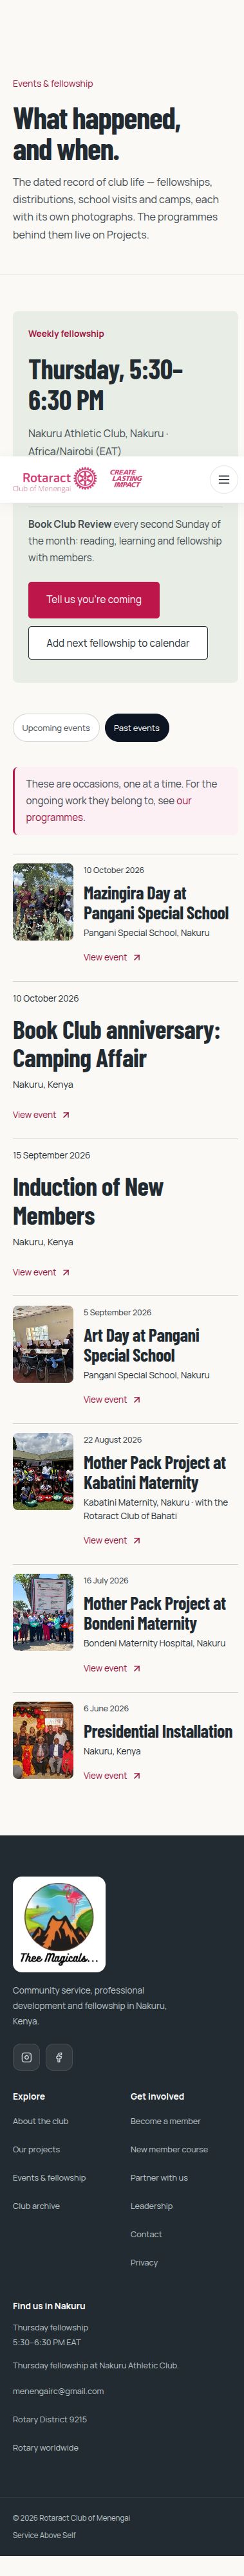 Events & fellowship
What happened,
and when.
The dated record of club life — fellowships,
distributions, school visits and camps, each
with its own photographs. The programmes
behind them live on Projects.
Weekly fellowship
Thursday, 5:30–
6:30 PM
Nakuru Athletic Club, Nakuru ·
Africa/Nairobi (EAT)
Rotaract
Club of Menengai
CREATE
LASTING
IMPACT
Book Club Review every second Sunday of
the month: reading, learning and fellowship
with members.
Tell us you're coming
Add next fellowship to calendar
Upcoming events
Past events
These are occasions, one at a time. For the
ongoing work they belong to, see our
programmes.
10 October 2026
Mazingira Day at
Pangani Special School
Pangani Special School, Nakuru
View event
10 October 2026
Book Club anniversary:
Camping Affair
Nakuru, Kenya
View event
15 September 2026
Induction of New
Members
Nakuru, Kenya
View event
5 September 2026
Art Day at Pangani
Special School
Pangani Special School, Nakuru
View event
22 August 2026
Mother Pack Project at
Kabatini Maternity
Kabatini Maternity, Nakuru · with the
Rotaract Club of Bahati
View event
16 July 2026
Mother Pack Project at
Bondeni Maternity
Bondeni Maternity Hospital, Nakuru
View event
6 June 2026
Presidential Installation
Nakuru, Kenya
View event
Thee Magicals...
Community service, professional
development and fellowship in Nakuru,
Kenya.
Explore
About the club
Our projects
Events & fellowship
Club archive
Get involved
Become a member
New member course
Partner with us
Leadership
Contact
Privacy
Find us in Nakuru
Thursday fellowship
5:30–6:30 PM EAT
Thursday fellowship at Nakuru Athletic Club.
menengairc@gmail.com
Rotary District 9215
Rotary worldwide
© 2026 Rotaract Club of Menengai
Service Above Self